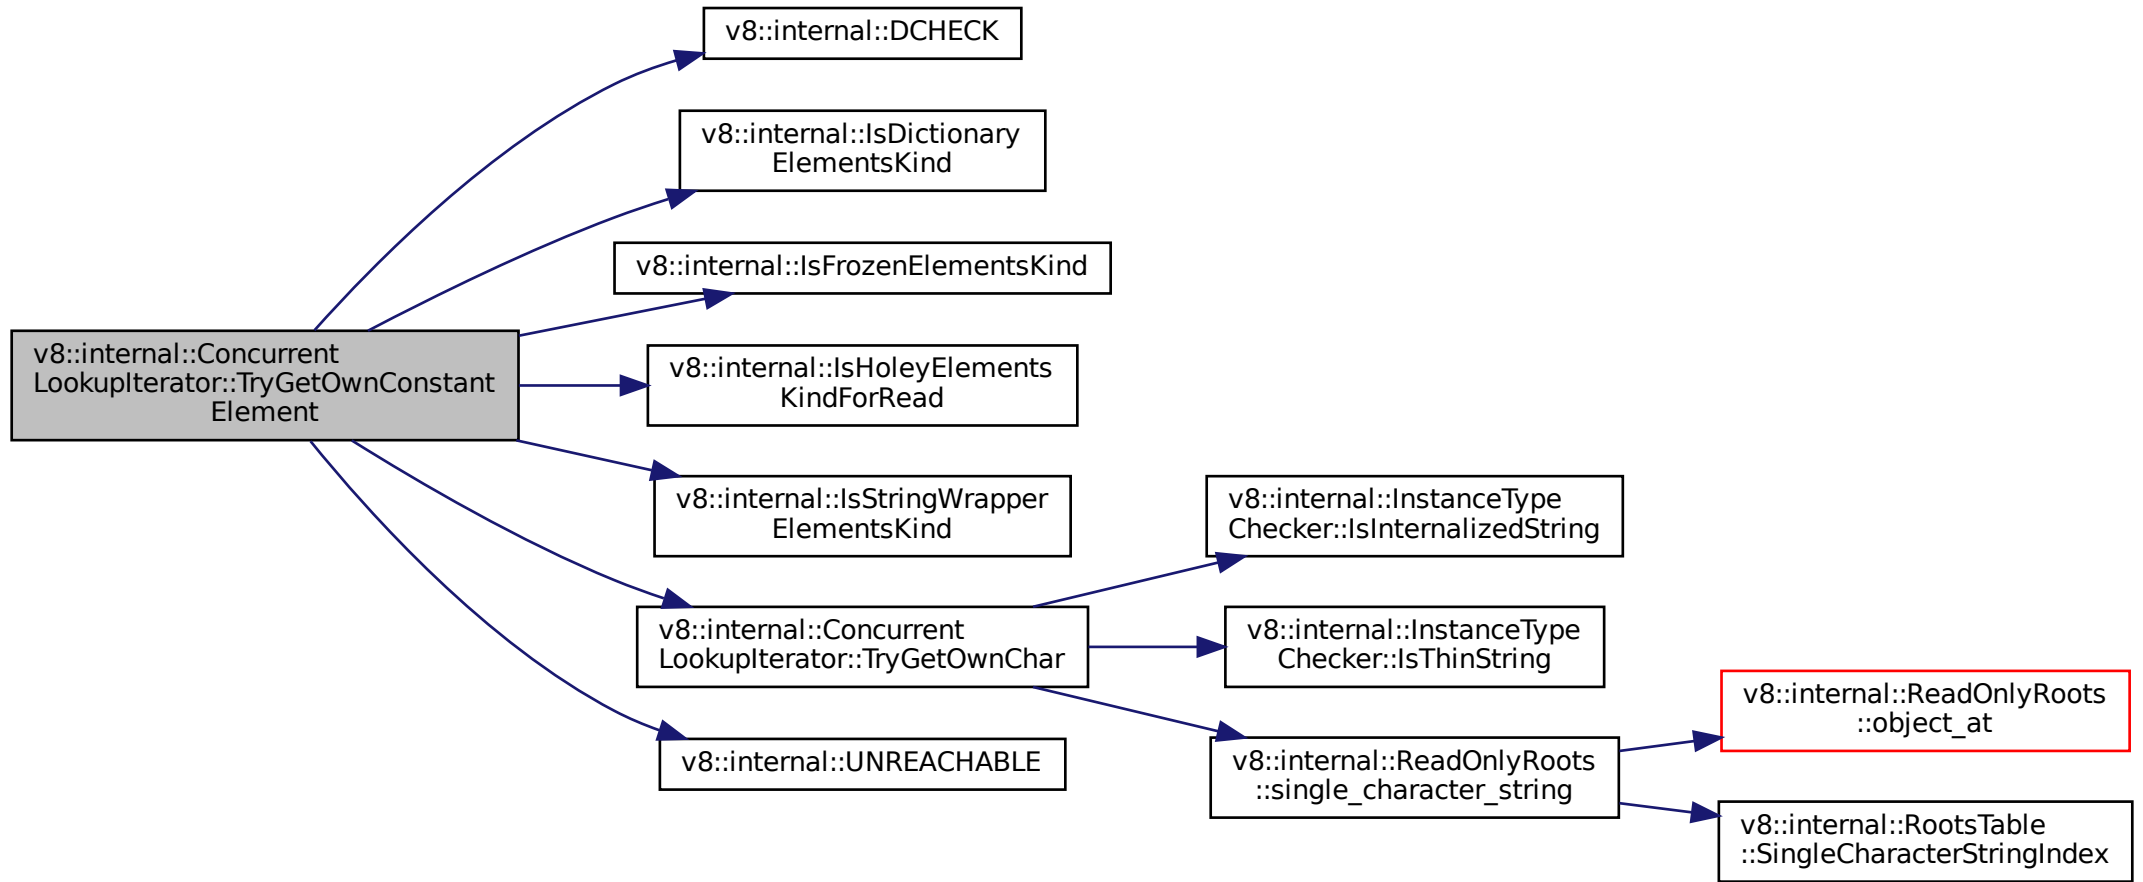 v8::internal::DCHECK
v8::internal::IsDictionary
ElementsKind
v8::internal::IsFrozenElementsKind
v8::internal::Concurrent
LookupIterator::TryGetOwnConstant
Element
v8::internal::IsHoleyElements
KindForRead
v8::internal::IsStringWrapper
ElementsKind
v8::internal::InstanceType
Checker::IsInternalizedString
v8::internal::Concurrent
LookupIterator::TryGetOwnChar
v8::internal::InstanceType
Checker::IsThinString
v8::internal::ReadOnlyRoots
::object_at
v8::internal::UNREACHABLE
v8::internal::ReadOnlyRoots
::single_character_string
v8::internal::RootsTable
::SingleCharacterStringIndex